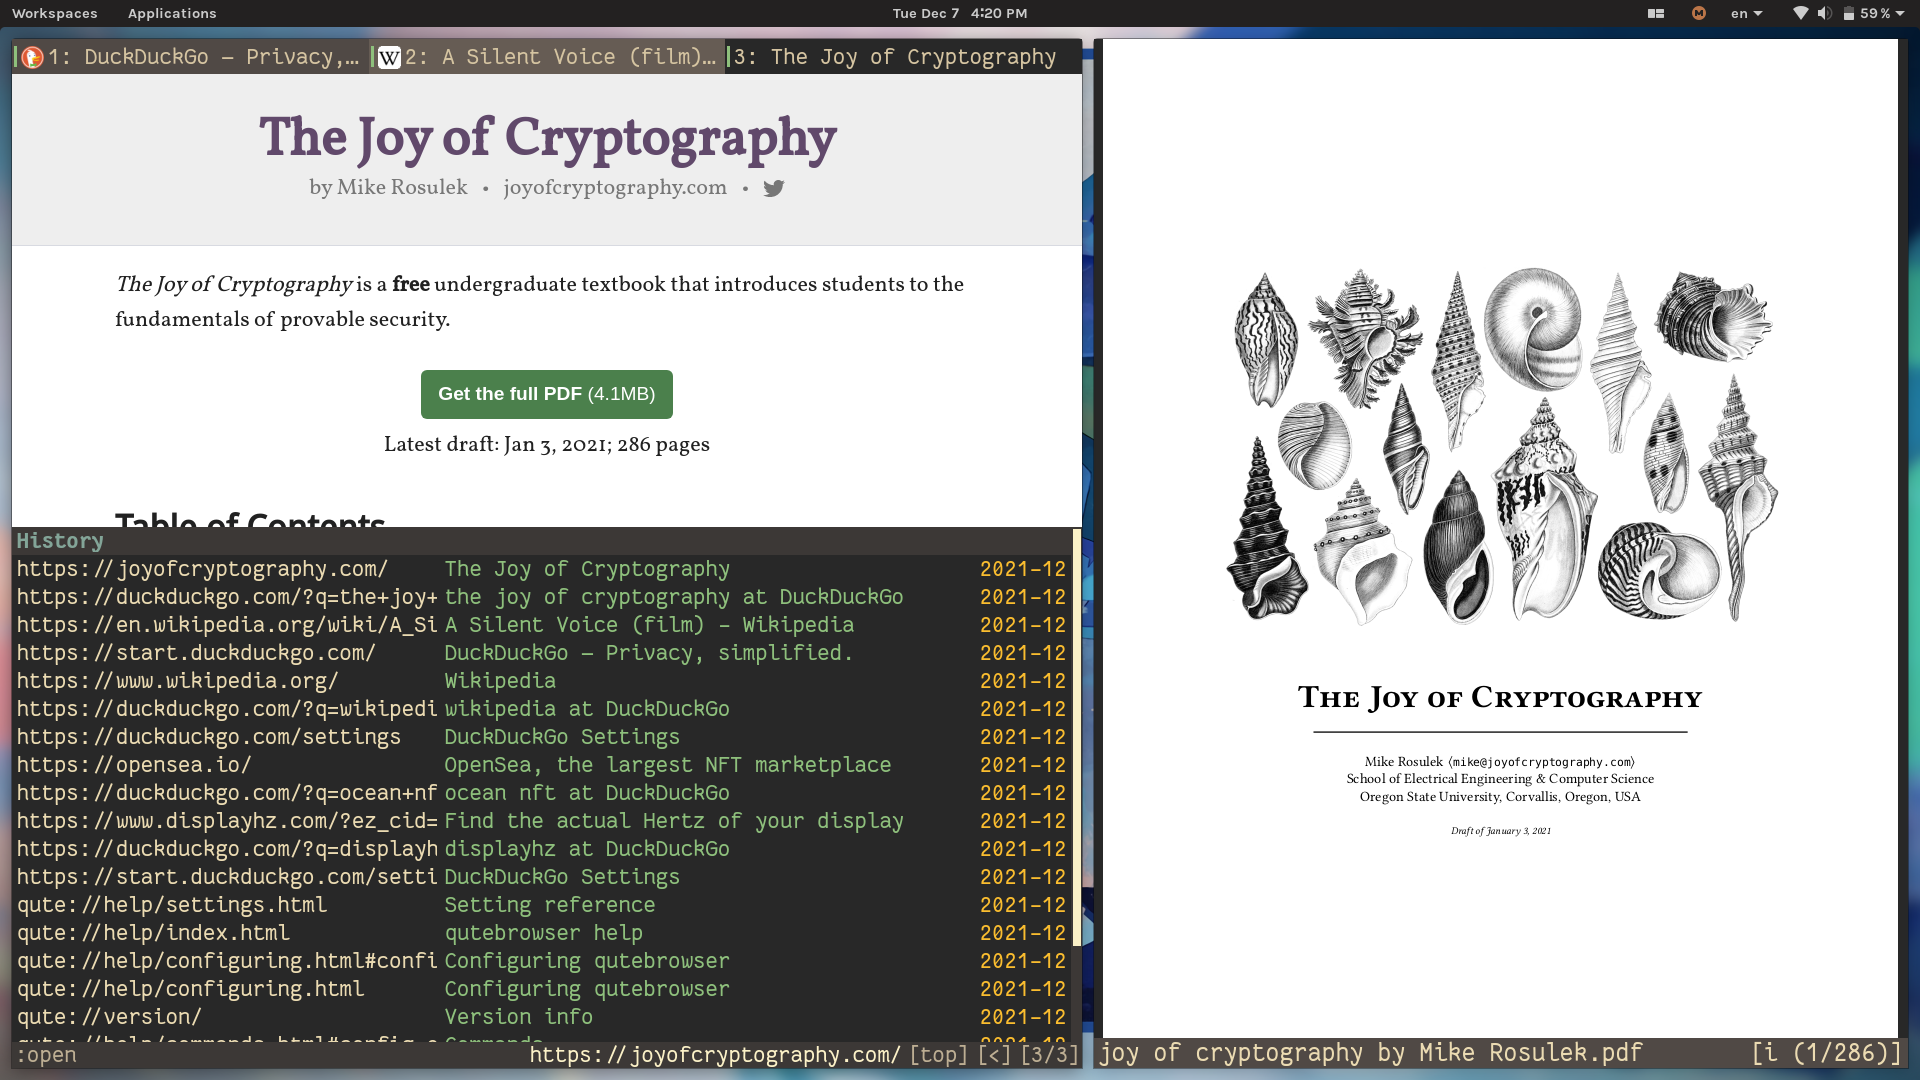 Workspaces Applications Tue Dec 7 4:20 PM en 59 %
1: DuckDuckGo — Privacy,… 2: A Silent Voice (film)… 3: The Joy of Cryptography
The Joy of Cryptography
by Mike Rosulek • joyofcryptography.com •
The Joy of Cryptography is a free undergraduate textbook that introduces students to the
fundamentals of provable security.
Get the full PDF (4.1MB)
Latest draft: Jan 3, 2021; 286 pages
Table of Contents
History
https://joyofcryptography.com/ The Joy of Cryptography 2021-12
https://duckduckgo.com/?q=the+joy+ the joy of cryptography at DuckDuckGo 2021-12
https://en.wikipedia.org/wiki/A_Si A Silent Voice (film) - Wikipedia 2021-12
https://start.duckduckgo.com/ DuckDuckGo — Privacy, simplified. 2021-12
https://www.wikipedia.org/ Wikipedia 2021-12
https://duckduckgo.com/?q=wikipedi wikipedia at DuckDuckGo 2021-12
https://duckduckgo.com/settings DuckDuckGo Settings 2021-12
https://opensea.io/ OpenSea, the largest NFT marketplace 2021-12
https://duckduckgo.com/?q=ocean+nf ocean nft at DuckDuckGo 2021-12
https://www.displayhz.com/?ez_cid= Find the actual Hertz of your display 2021-12
https://duckduckgo.com/?q=displayh displayhz at DuckDuckGo 2021-12
https://start.duckduckgo.com/setti DuckDuckGo Settings 2021-12
qute://help/settings.html Setting reference 2021-12
qute://help/index.html qutebrowser help 2021-12
qute://help/configuring.html#confi Configuring qutebrowser 2021-12
qute://help/configuring.html Configuring qutebrowser 2021-12
qute://version/ Version info 2021-12
:open https://joyofcryptography.com/ [top] [<] [3/3]
The Joy of Cryptography
Mike Rosulek ⟨mike@joyofcryptography.com⟩
School of Electrical Engineering & Computer Science
Oregon State University, Corvallis, Oregon, USA
Draft of January 3, 2021
joy of cryptography by Mike Rosulek.pdf [i (1/286)]